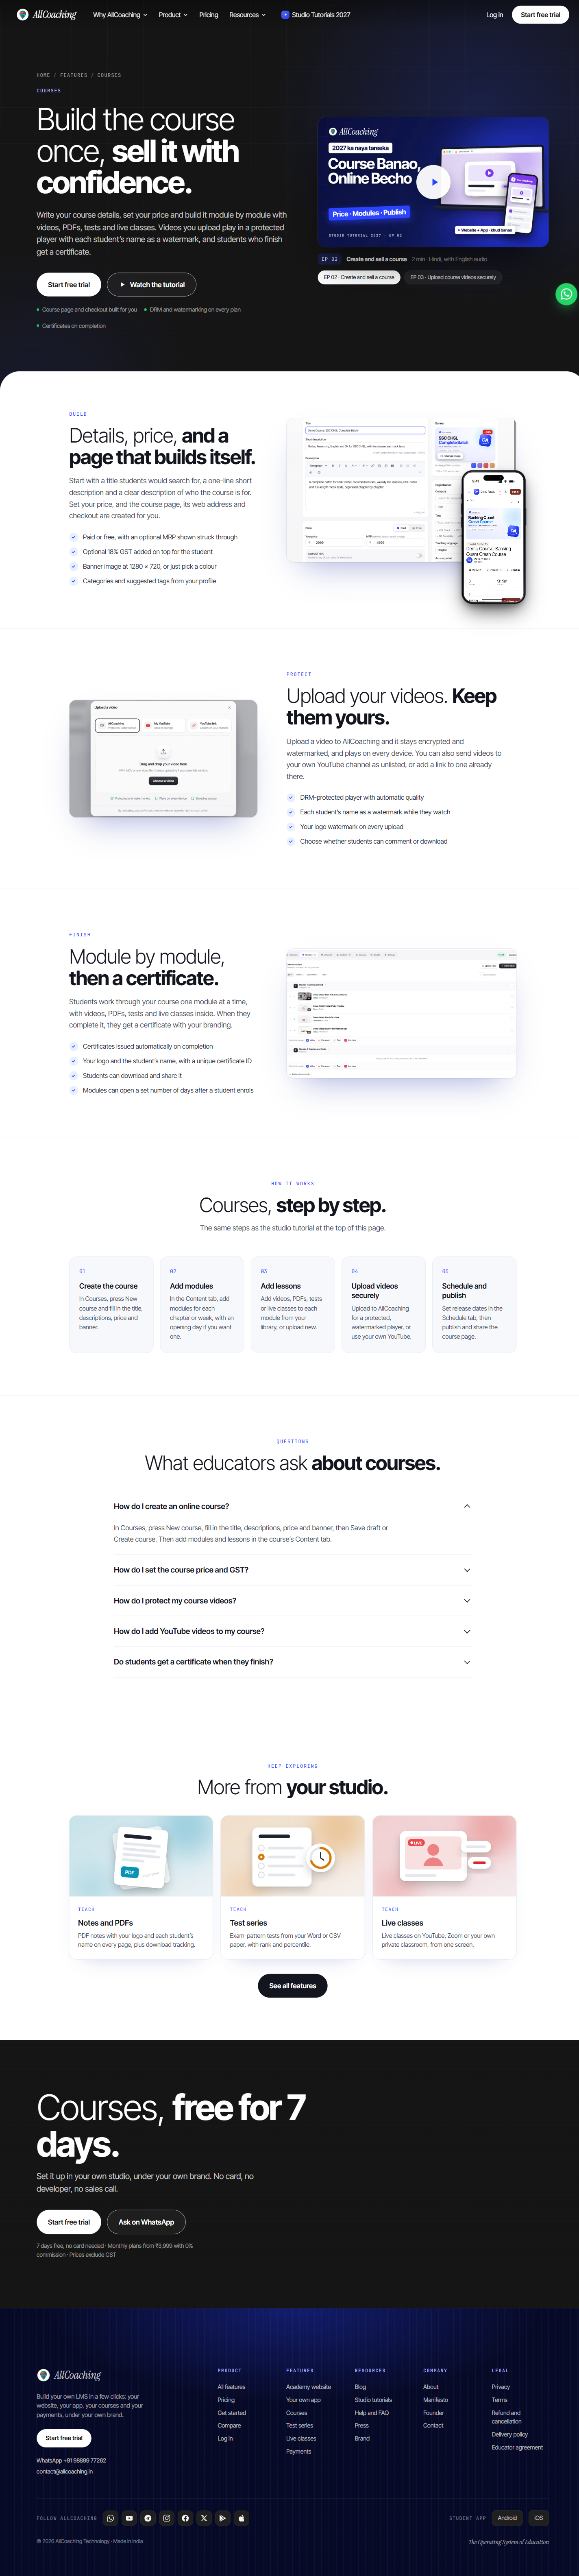 AllCoaching
Why AllCoaching
Product
Pricing
Resources
Studio Tutorials 2027
Log in
Start free trial
HOME / FEATURES / COURSES
COURSES
Build the course
once, sell it with
confidence.
Write your course details, set your price and build it module by module with
videos, PDFs, tests and live classes. Videos you upload play in a protected
player with each student's name as a watermark, and students who finish
get a certificate.
Start free trial
Watch the tutorial
Course page and checkout built for you
DRM and watermarking on every plan
Certificates on completion
AllCoaching
2027 ka naya tareeka
Course Banao,
Online Becho
Price · Modules · Publish
STUDIO TUTORIAL 2027 · EP 02
+ Website + App · khud banao
EP 02
Create and sell a course
2 min · Hindi, with English audio
EP 02 · Create and sell a course
EP 03 · Upload course videos securely
BUILD
Details, price, and a
page that builds itself.
Start with a title students would search for, a one-line short
description and a clear description of who the course is for.
Set your price, and the course page, its web address and
checkout are created for you.
Paid or free, with an optional MRP shown struck through
Optional 18% GST added on top for the student
Banner image at 1280 × 720, or just pick a colour
Categories and suggested tags from your profile
SSC CHSL
Complete Batch
Banking Quant
Crash Course
Demo Course: Banking
Quant Crash Course
PROTECT
Upload your videos. Keep
them yours.
Upload a video to AllCoaching and it stays encrypted and
watermarked, and plays on every device. You can also send videos to
your own YouTube channel as unlisted, or add a link to one already
there.
DRM-protected player with automatic quality
Each student's name as a watermark while they watch
Your logo watermark on every upload
Choose whether students can comment or download
Upload a video
AllCoaching
My YouTube
YouTube link
Drag and drop your video here
Choose a video
FINISH
Module by module,
then a certificate.
Students work through your course one module at a time,
with videos, PDFs, tests and live classes inside. When they
complete it, they get a certificate with your branding.
Certificates issued automatically on completion
Your logo and the student's name, with a unique certificate ID
Students can download and share it
Modules can open a set number of days after a student enrols
HOW IT WORKS
Courses, step by step.
The same steps as the studio tutorial at the top of this page.
01
Create the course
In Courses, press New
course and fill in the title,
descriptions, price and
banner.
02
Add modules
In the Content tab, add
modules for each
chapter or week, with an
opening day if you want
one.
03
Add lessons
Add videos, PDFs, tests
or live classes to each
module from your
library, or upload new.
04
Upload videos
securely
Upload to AllCoaching
for a protected,
watermarked player, or
use your own YouTube.
05
Schedule and
publish
Set release dates in the
Schedule tab, then
publish and share the
course page.
QUESTIONS
What educators ask about courses.
How do I create an online course?
In Courses, press New course, fill in the title, descriptions, price and banner, then Save draft or
Create course. Then add modules and lessons in the course's Content tab.
How do I set the course price and GST?
How do I protect my course videos?
How do I add YouTube videos to my course?
Do students get a certificate when they finish?
KEEP EXPLORING
More from your studio.
PDF
TEACH
Notes and PDFs
PDF notes with your logo and each student's
name on every page, plus download tracking.
TEACH
Test series
Exam-pattern tests from your Word or CSV
paper, with rank and percentile.
LIVE
TEACH
Live classes
Live classes on YouTube, Zoom or your own
private classroom, from one screen.
See all features
Courses, free for 7
days.
Set it up in your own studio, under your own brand. No card, no
developer, no sales call.
Start free trial
Ask on WhatsApp
7 days free, no card needed · Monthly plans from ₹3,999 with 0%
commission · Prices exclude GST
AllCoaching
Build your own LMS in a few clicks: your
website, your app, your courses and your
payments, under your own brand.
Start free trial
WhatsApp +91 98899 77262
contact@allcoaching.in
PRODUCT
All features
Pricing
Get started
Compare
Log in
FEATURES
Academy website
Your own app
Courses
Test series
Live classes
Payments
RESOURCES
Blog
Studio tutorials
Help and FAQ
Press
Brand
COMPANY
About
Manifesto
Founder
Contact
LEGAL
Privacy
Terms
Refund and
cancellation
Delivery policy
Educator agreement
FOLLOW ALLCOACHING
STUDENT APP
Android
iOS
© 2026 AllCoaching Technology · Made in India
The Operating System of Education